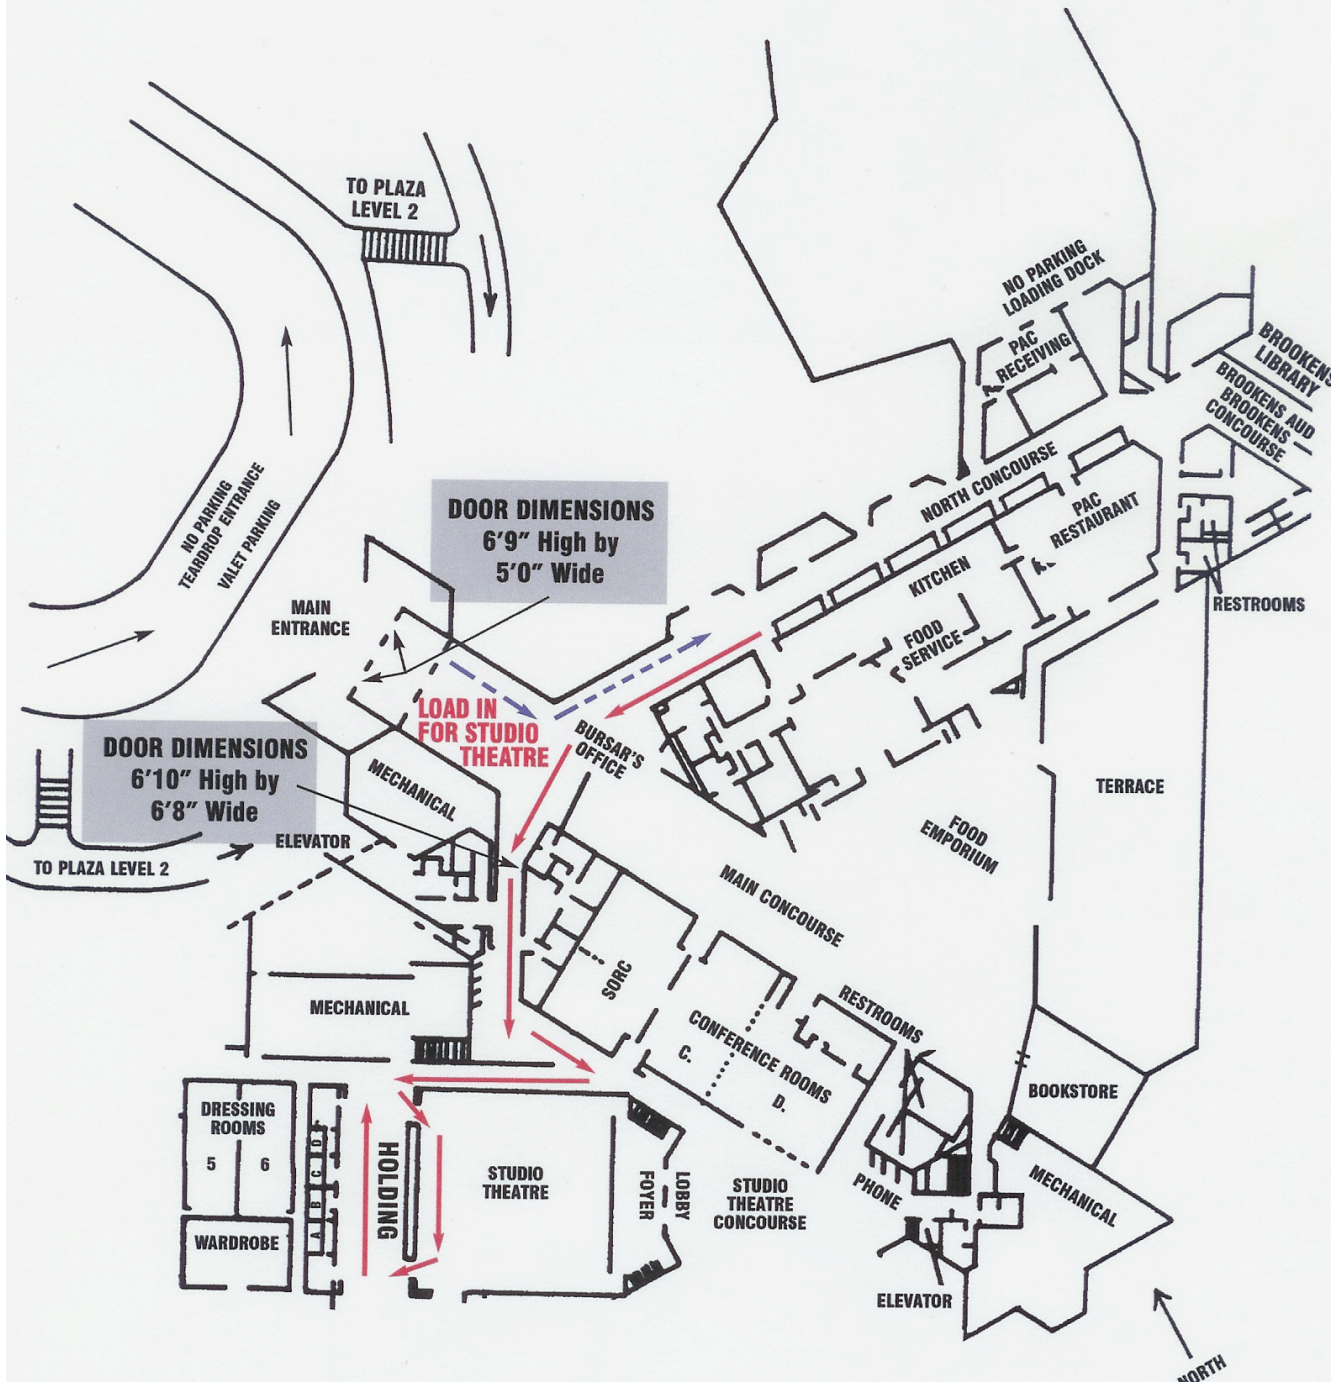 TO PLAZA
LEVEL 2
NO PARKING
LOADING DOCK
PAC
RECEIVING
BROOKENS
LIBRARY
BROOKENS AUD
BROOKENS
CONCOURSE
NORTH CONCOURSE
PAC
RESTAURANT
NO PARKING
TEARDROP ENTRANCE
VALET PARKING
DOOR DIMENSIONS
6'9" High by
5'0" Wide
KITCHEN
RESTROOMS
MAIN
ENTRANCE
FOOD
SERVICE
LOAD IN
FOR STUDIO
THEATRE
BURSAR'S
OFFICE
DOOR DIMENSIONS
6'10" High by
6'8" Wide
MECHANICAL
TERRACE
FOOD
EMPORIUM
ELEVATOR
TO PLAZA LEVEL 2
MAIN CONCOURSE
SORC
MECHANICAL
RESTROOMS
CONFERENCE ROOMS
C.
D.
BOOKSTORE
DRESSING
ROOMS
5 6
D
C
B
A
HOLDING
STUDIO
THEATRE
FOYER
LOBBY
STUDIO
THEATRE
CONCOURSE
PHONE
MECHANICAL
WARDROBE
ELEVATOR
NORTH